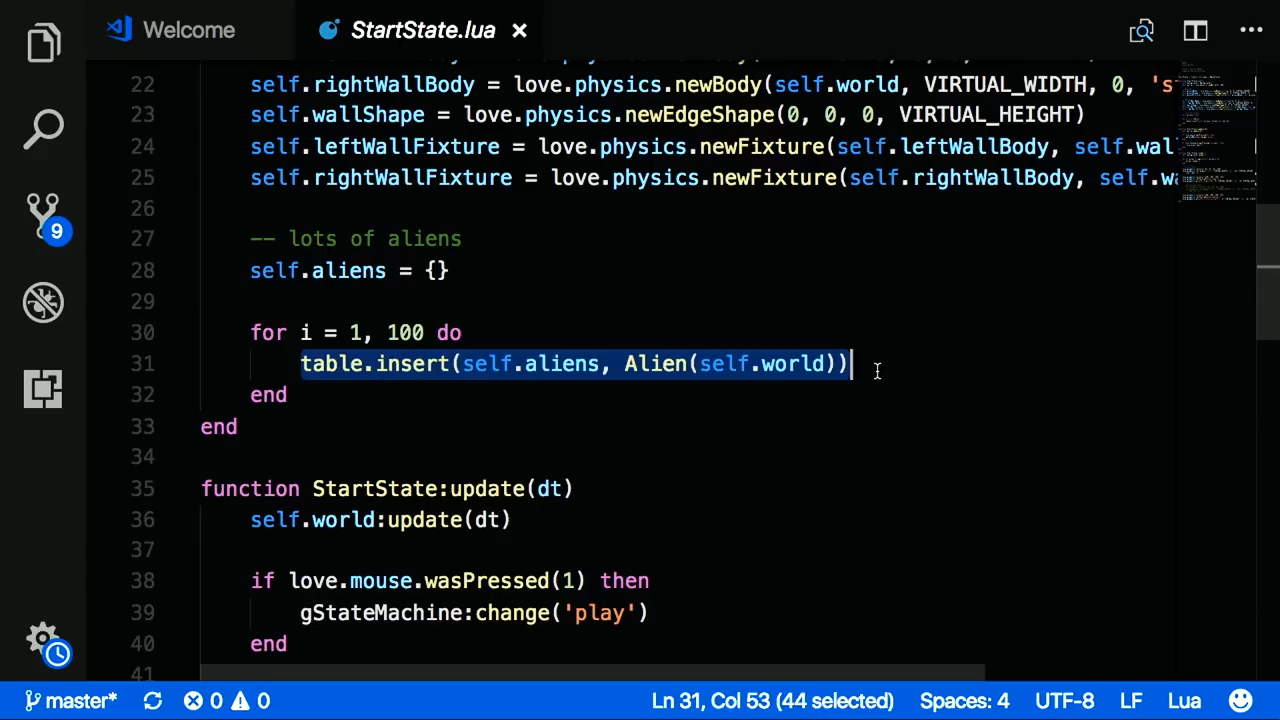 Welcome
StartState.lua ×
22 self.rightWallBody = love.physics.newBody(self.world, VIRTUAL_WIDTH, 0,
23 self.wallShape = love.physics.newEdgeShape(0, 0, 0, VIRTUAL_HEIGHT)
24 self.leftWallFixture = love.physics.newFixture(self.leftWallBody, self.wal
25 self.rightWallFixture = love.physics.newFixture(self.rightWallBody, self.wa
26
27 -- lots of aliens
28 self.aliens = {}
29
30 for i = 1, 100 do
31 table.insert(self.aliens, Alien(self.world))
32 end
33 end
34
35 function StartState:update(dt)
36 self.world:update(dt)
37
38 if love.mouse.wasPressed(1) then
39 gStateMachine:change('play')
40 end
41
9
master* 0 0 Ln 31, Col 53 (44 selected) Spaces: 4 UTF-8 LF Lua